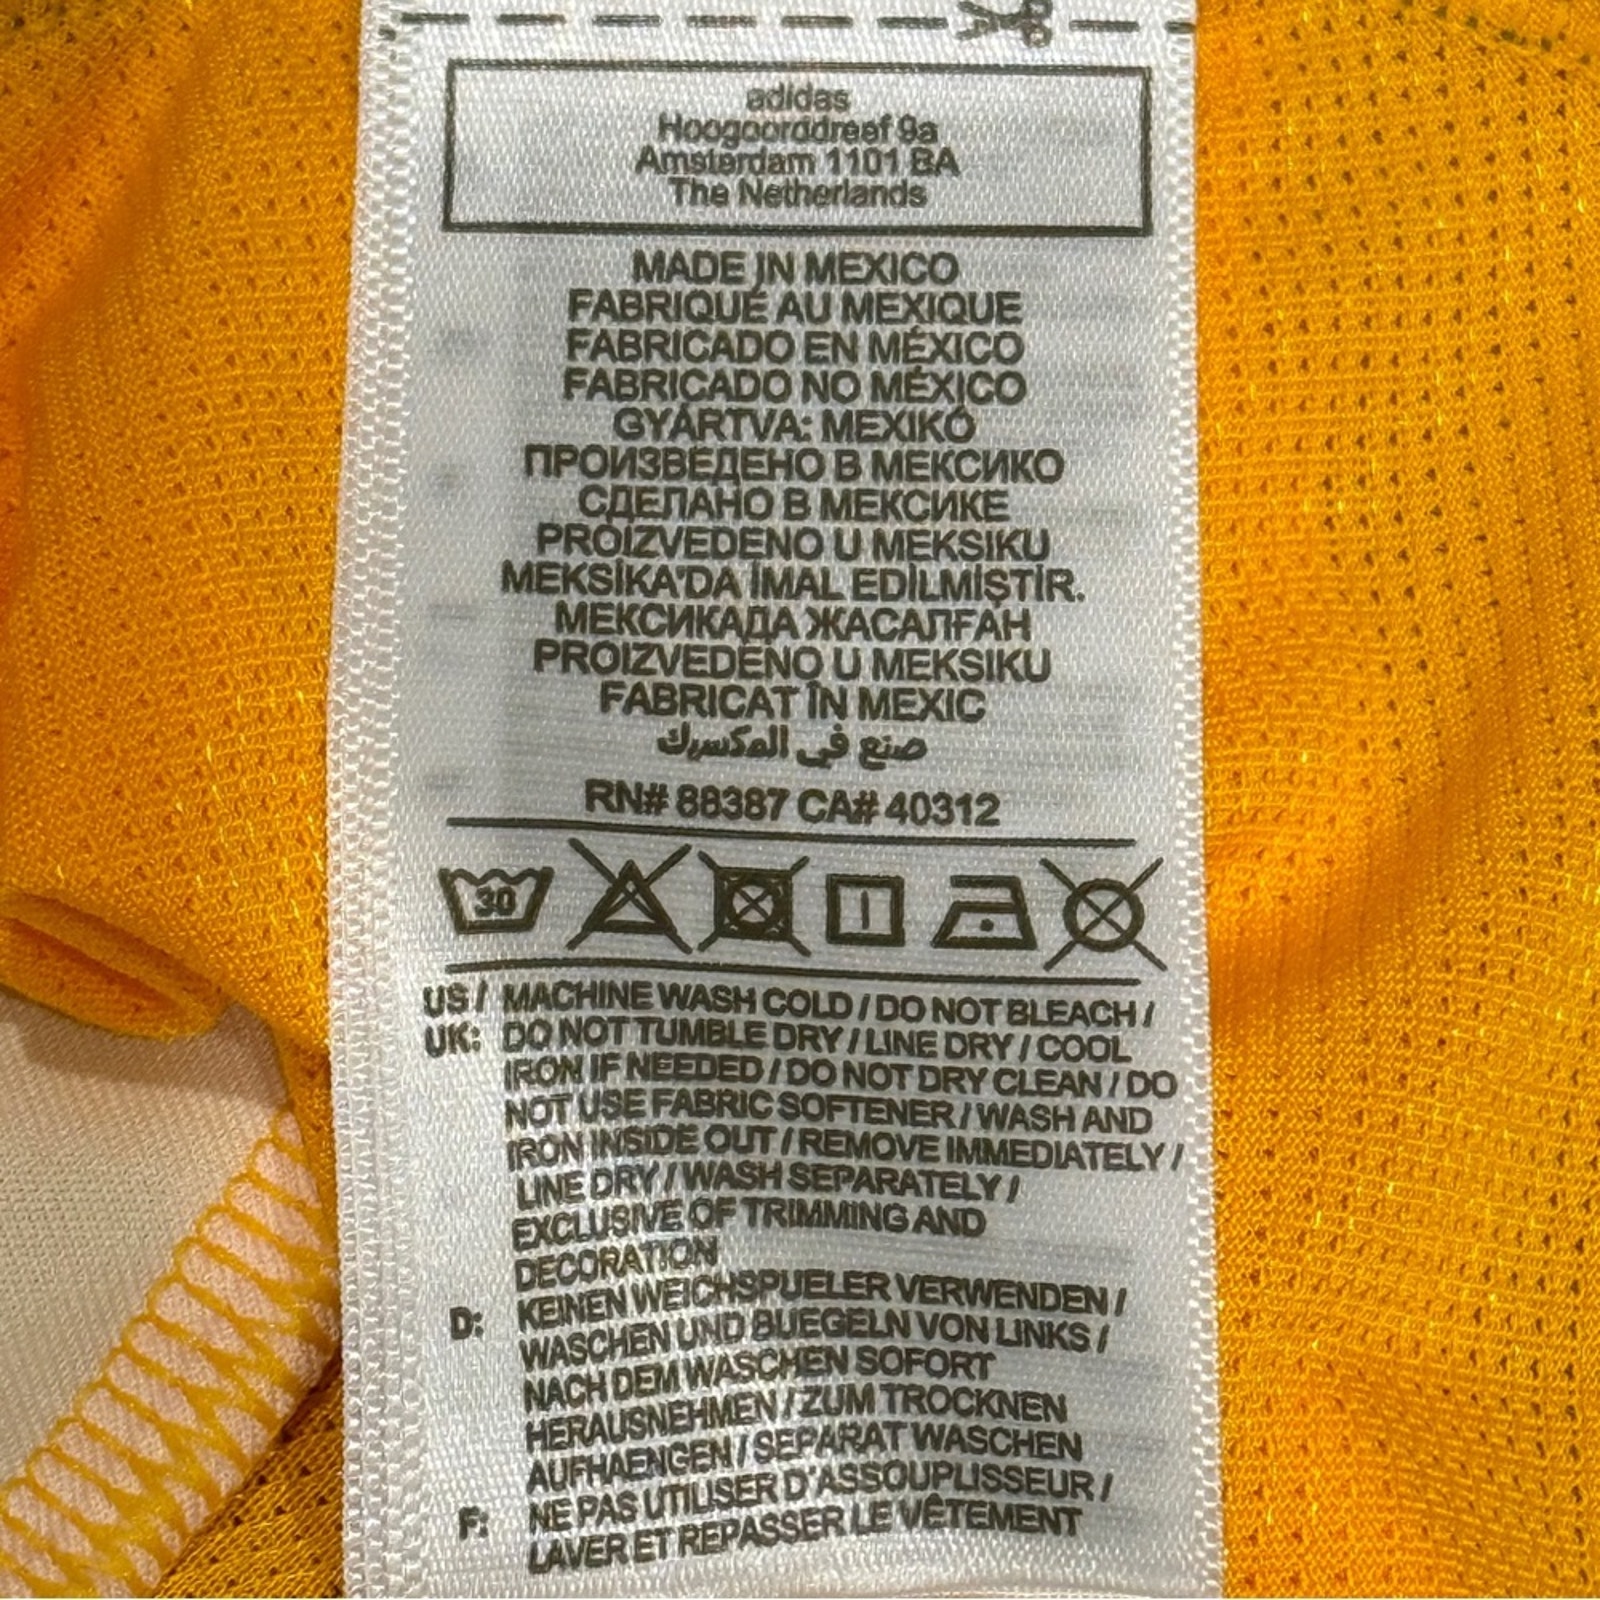 adidas
Hoogoorddreef 9a
Amsterdam 1101 BA
The Netherlands
MADE IN MEXICO
FABRIQUÉ AU MEXIQUE
FABRICADO EN MÉXICO
FABRICADO NO MÉXICO
GYÁRTVA: MEXIKÓ
ПРОИЗВЕДЕНО В МЕКСИКО
СДЕЛАНО В МЕКСИКЕ
PROIZVEDENO U MEKSIKU
MEKSİKA'DA İMAL EDİLMİŞTİR.
МЕКСИКАДА ЖАСАЛҒАН
PROIZVEDENO U MEKSIKU
FABRICAT ÎN MEXIC
صنع في المكسيك
RN# 88387 CA# 40312
30
US / MACHINE WASH COLD / DO NOT BLEACH /
UK: DO NOT TUMBLE DRY / LINE DRY / COOL
IRON IF NEEDED / DO NOT DRY CLEAN / DO
NOT USE FABRIC SOFTENER / WASH AND
IRON INSIDE OUT / REMOVE IMMEDIATELY /
LINE DRY / WASH SEPARATELY /
EXCLUSIVE OF TRIMMING AND
DECORATION
D: KEINEN WEICHSPUELER VERWENDEN /
WASCHEN UND BUEGELN VON LINKS /
NACH DEM WASCHEN SOFORT
HERAUSNEHMEN / ZUM TROCKNEN
AUFHAENGEN / SEPARAT WASCHEN
F: NE PAS UTILISER D'ASSOUPLISSEUR /
LAVER ET REPASSER LE VÊTEMENT